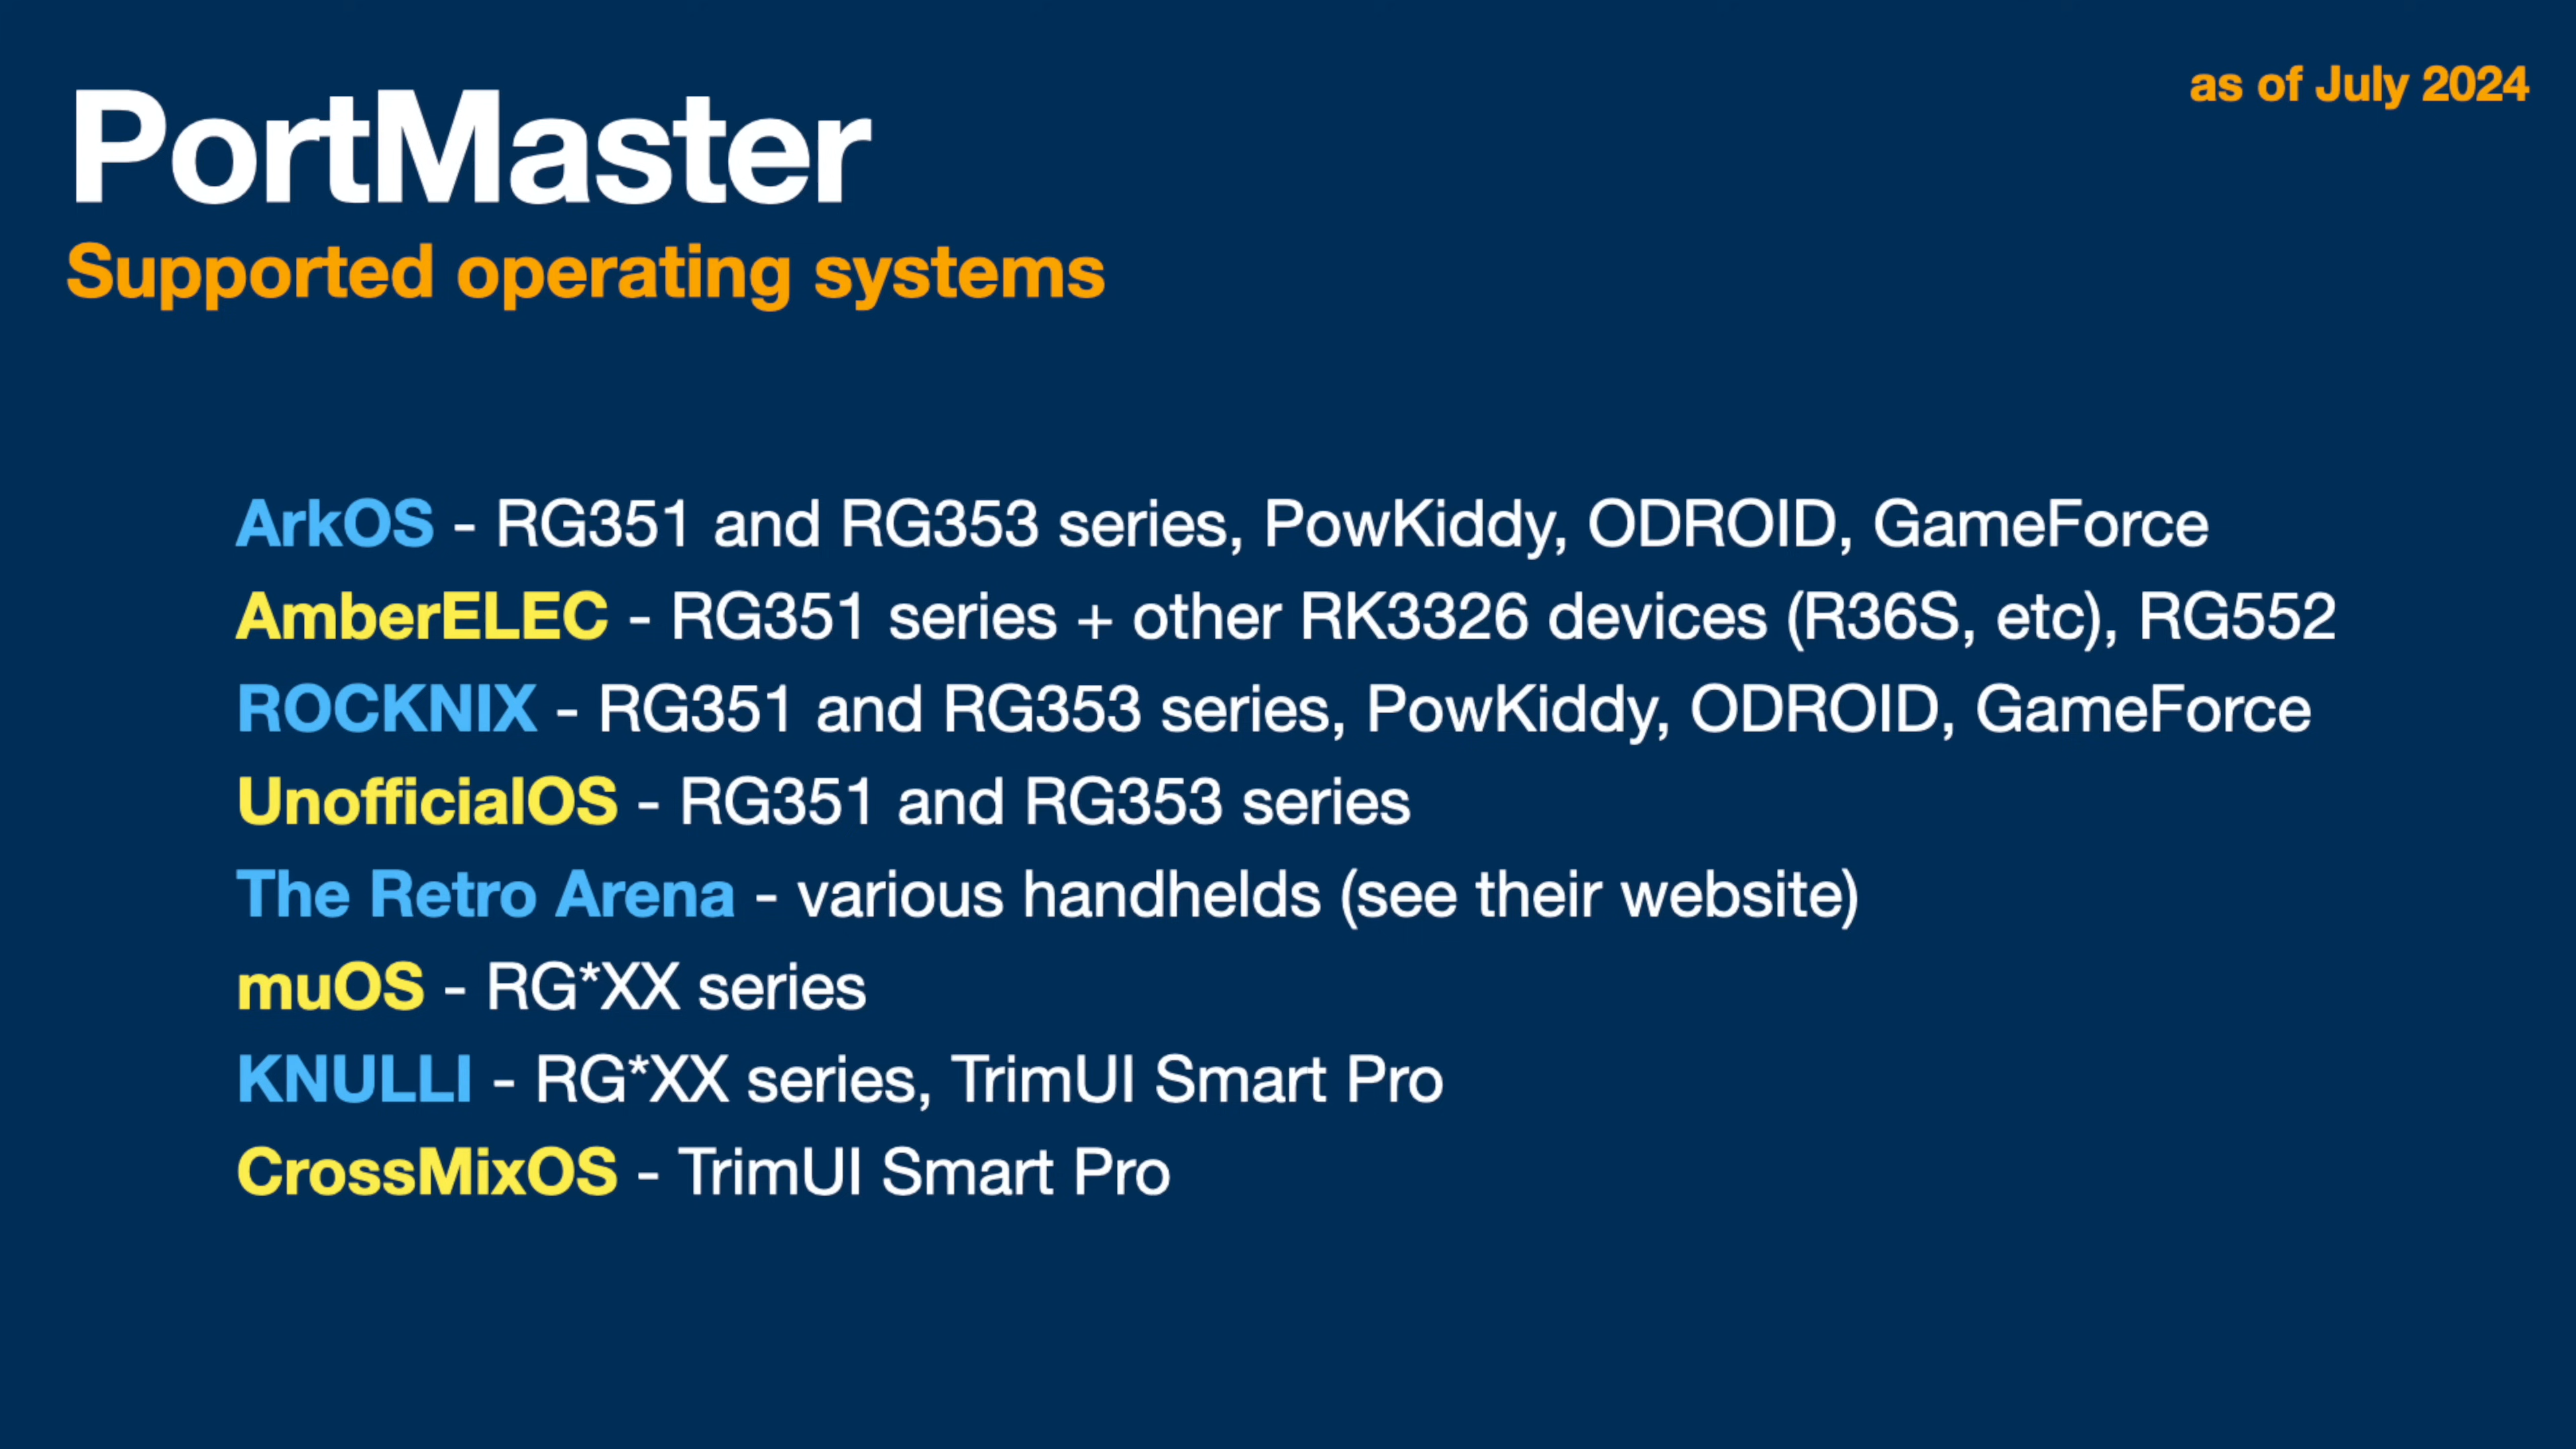 as of July 2024
PortMaster
Supported operating systems
ArkOS - RG351 and RG353 series, PowKiddy, ODROID, GameForce
AmberELEC - RG351 series + other RK3326 devices (R36S, etc), RG552
ROCKNIX - RG351 and RG353 series, PowKiddy, ODROID, GameForce
UnofficialOS - RG351 and RG353 series
The Retro Arena - various handhelds (see their website)
muOS - RG*XX series
KNULLI - RG*XX series, TrimUI Smart Pro
CrossMixOS - TrimUI Smart Pro